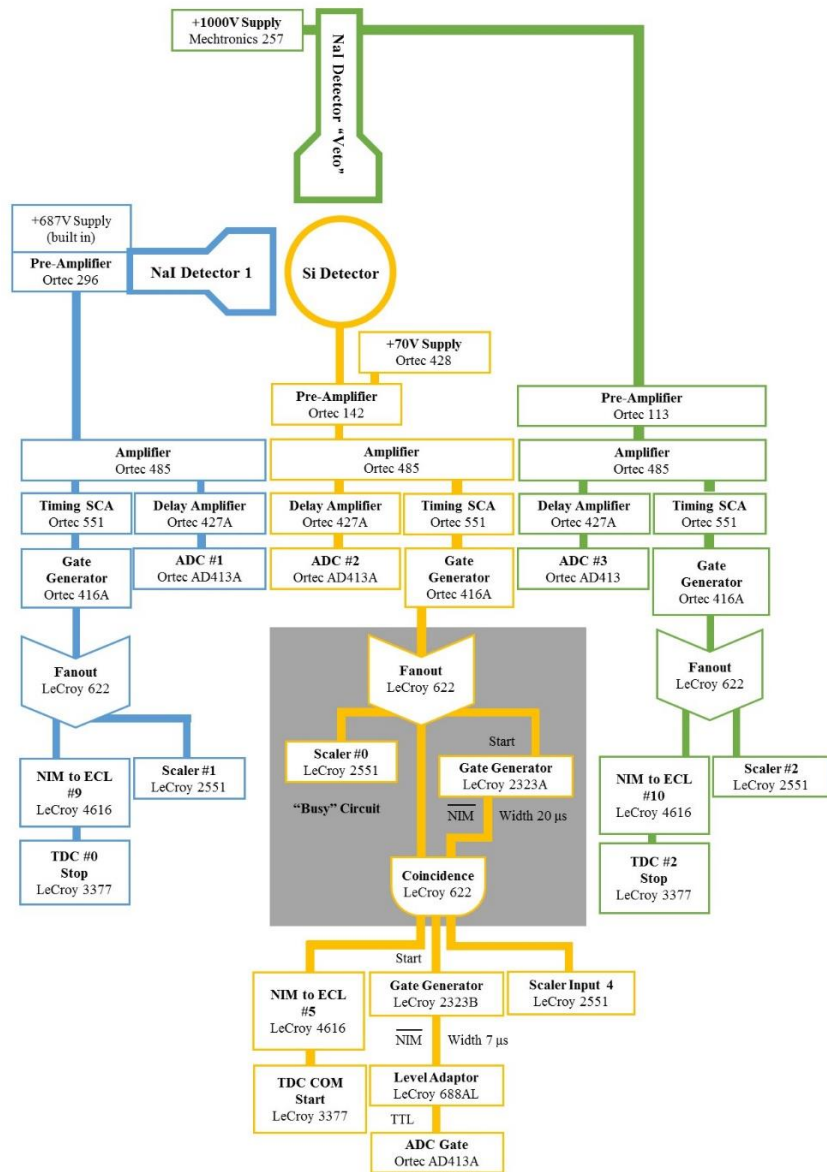 +1000V Supply
Mechtronics 257
NaI Detector "Veto"
+687V Supply
(built in)
Pre-Amplifier
Ortec 296
NaI Detector 1
Si Detector
+70V Supply
Ortec 428
Pre-Amplifier
Ortec 142
Pre-Amplifier
Ortec 113
Amplifier
Ortec 485
Amplifier
Ortec 485
Amplifier
Ortec 485
Timing SCA
Ortec 551
Delay Amplifier
Ortec 427A
Delay Amplifier
Ortec 427A
Timing SCA
Ortec 551
Delay Amplifier
Ortec 427A
Timing SCA
Ortec 551
Gate
Generator
Ortec 416A
ADC #1
Ortec AD413A
ADC #2
Ortec AD413A
Gate
Generator
Ortec 416A
ADC #3
Ortec AD413
Gate
Generator
Ortec 416A
Fanout
LeCroy 622
Fanout
LeCroy 622
Fanout
LeCroy 622
NIM to ECL
#9
LeCroy 4616
Scaler #1
LeCroy 2551
Scaler #0
LeCroy 2551
Start
Gate Generator
LeCroy 2323A
NIM to ECL
#10
LeCroy 4616
Scaler #2
LeCroy 2551
"Busy" Circuit
NIM
Width 20 μs
TDC #0
Stop
LeCroy 3377
Coincidence
LeCroy 622
TDC #2
Stop
LeCroy 3377
Start
NIM to ECL
#5
LeCroy 4616
Gate Generator
LeCroy 2323B
Scaler Input 4
LeCroy 2551
NIM
Width 7 μs
TDC COM
Start
LeCroy 3377
Level Adaptor
LeCroy 688AL
TTL
ADC Gate
Ortec AD413A